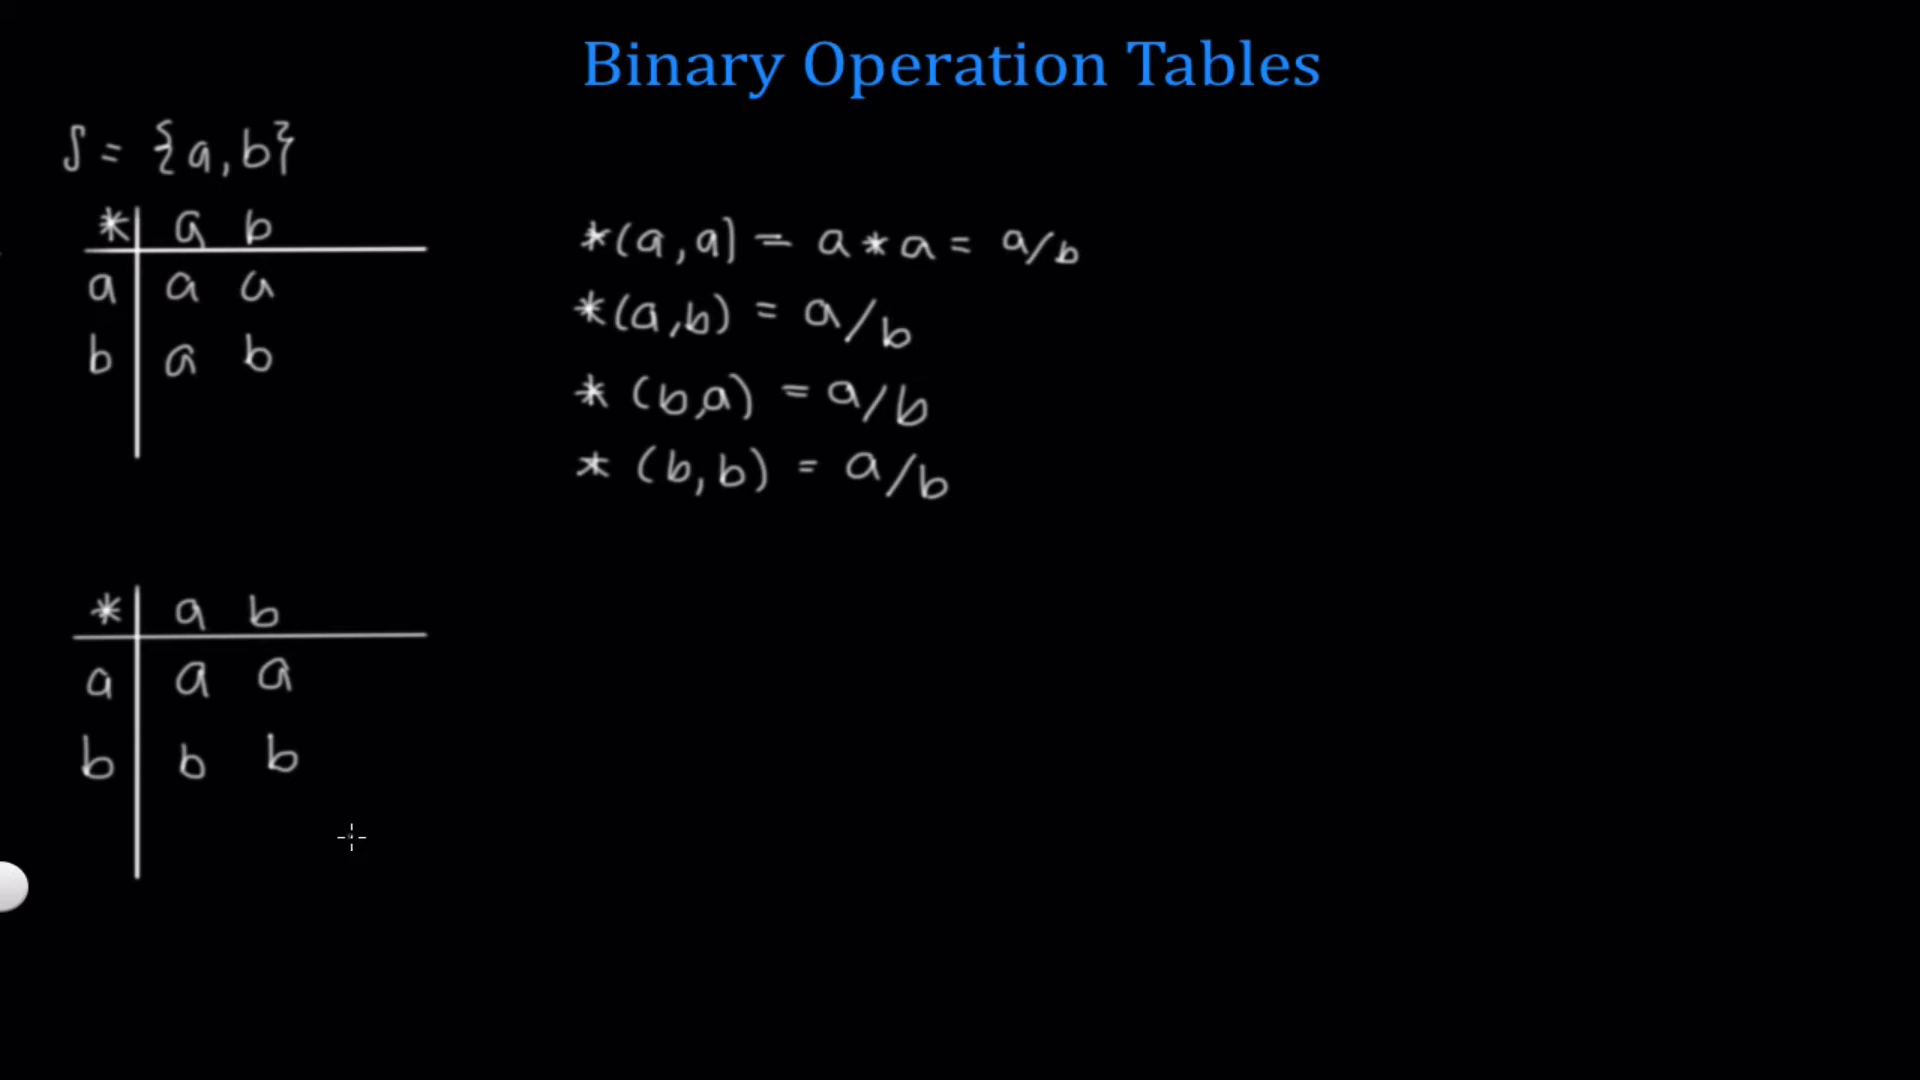 Binary Operation Tables
S = {a, b}
* a b
a a a
b a b
*(a,a) = a*a = a/b
*(a,b) = a/b
*(b,a) = a/b
*(b,b) = a/b
* a b
a a a
b b b